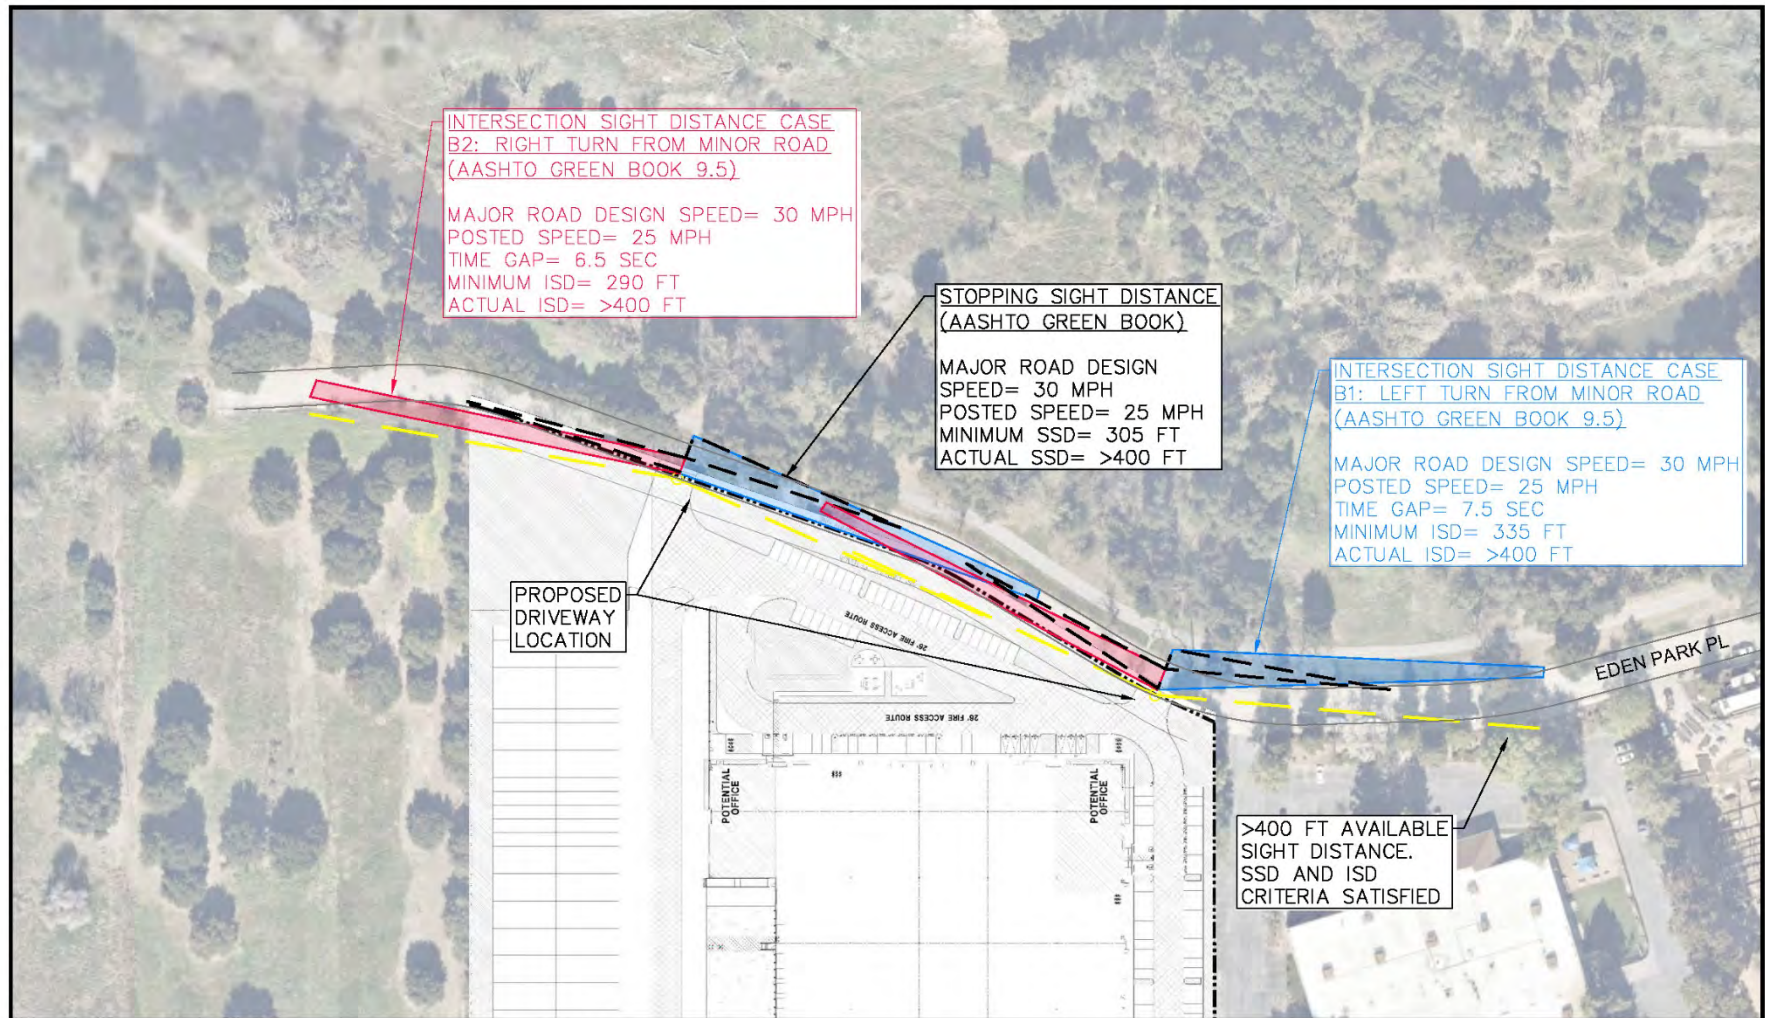 INTERSECTION SIGHT DISTANCE CASE
B2: RIGHT TURN FROM MINOR ROAD
(AASHTO GREEN BOOK 9.5)
MAJOR ROAD DESIGN SPEED= 30 MPH
POSTED SPEED= 25 MPH
TIME GAP= 6.5 SEC
MINIMUM ISD= 290 FT
ACTUAL ISD= >400 FT
STOPPING SIGHT DISTANCE
(AASHTO GREEN BOOK)
MAJOR ROAD DESIGN
SPEED= 30 MPH
POSTED SPEED= 25 MPH
MINIMUM SSD= 305 FT
ACTUAL SSD= >400 FT
INTERSECTION SIGHT DISTANCE CASE
B1: LEFT TURN FROM MINOR ROAD
(AASHTO GREEN BOOK 9.5)
MAJOR ROAD DESIGN SPEED= 30 MPH
POSTED SPEED= 25 MPH
TIME GAP= 7.5 SEC
MINIMUM ISD= 335 FT
ACTUAL ISD= >400 FT
PROPOSED
DRIVEWAY
LOCATION
26' FIRE ACCESS ROUTE
EDEN PARK PL
26' FIRE ACCESS ROUTE
POTENTIAL
OFFICE
POTENTIAL
OFFICE
>400 FT AVAILABLE
SIGHT DISTANCE.
SSD AND ISD
CRITERIA SATISFIED